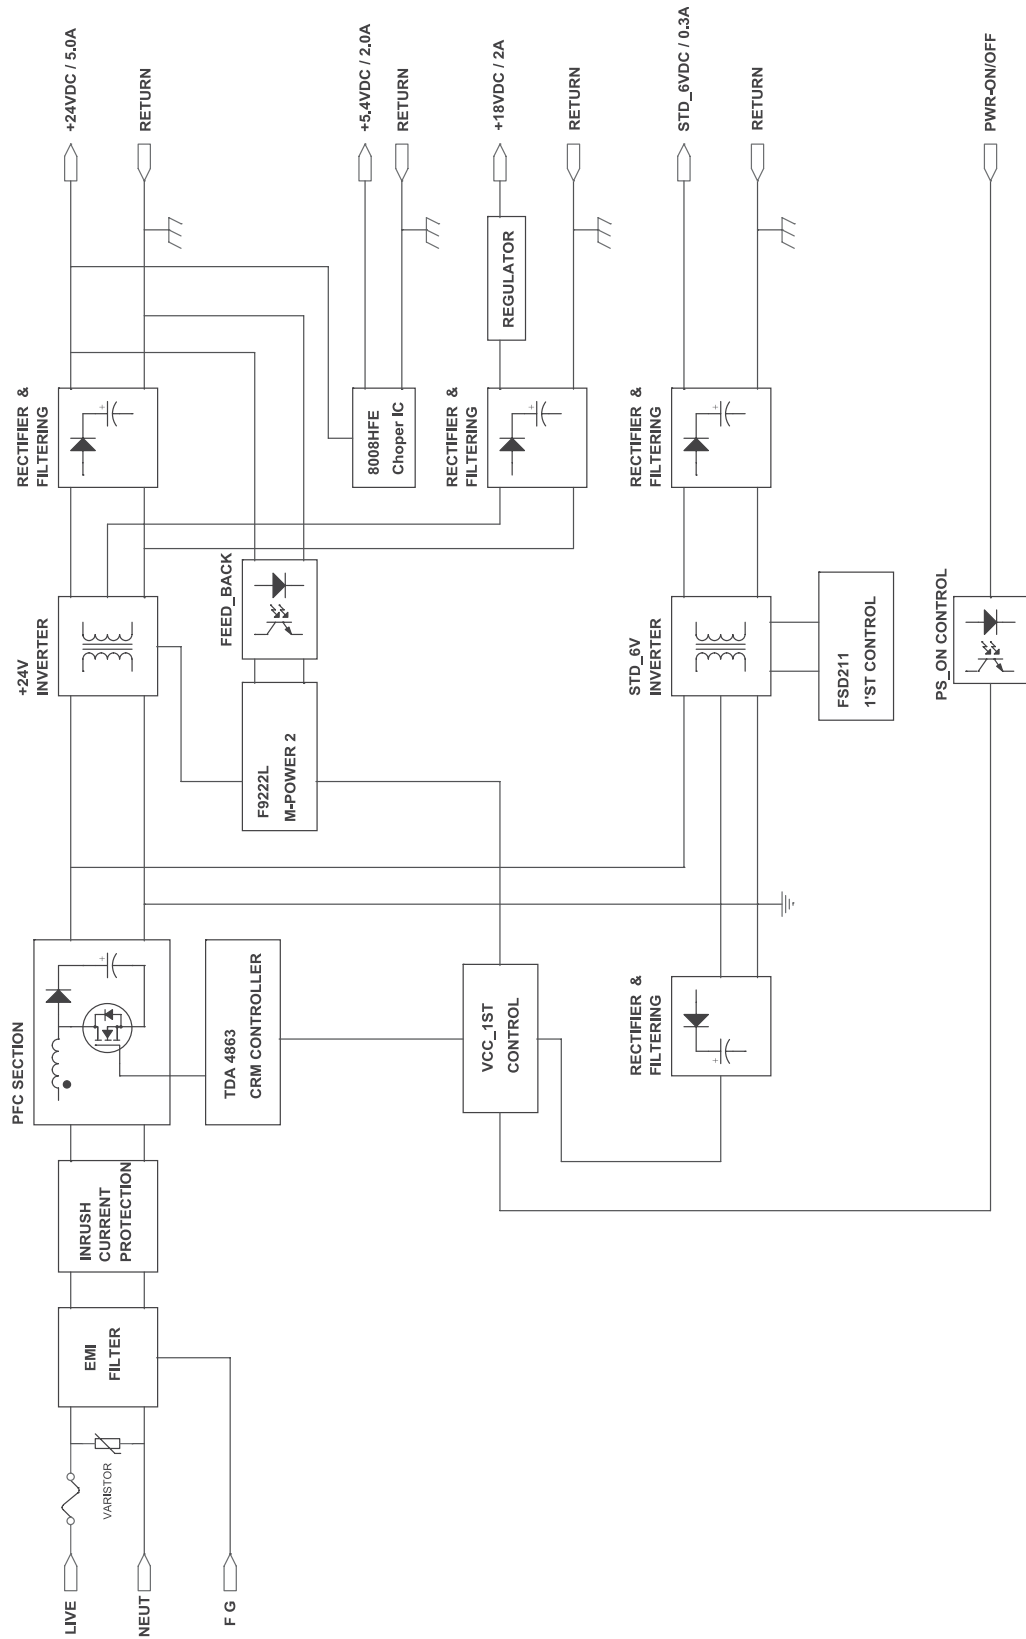 LIVE
NEUT
F G
VARISTOR
EMI
FILTER
INRUSH
CURRENT
PROTECTION
PFC SECTION
+
TDA 4863
CRM CONTROLLER
+24V
INVERTER
RECTIFIER &
FILTERING
+
+24VDC / 5.0A
RETURN
F9222L
M-POWER 2
FEED_BACK
8008HFE
Choper IC
+5.4VDC / 2.0A
RETURN
VCC_1ST
CONTROL
RECTIFIER &
FILTERING
+
REGULATOR
+18VDC / 2A
RETURN
RECTIFIER &
FILTERING
+
STD_6V
INVERTER
RECTIFIER &
FILTERING
+
STD_6VDC / 0.3A
RETURN
FSD211
1'ST CONTROL
PS_ON CONTROL
PWR-ON/OFF